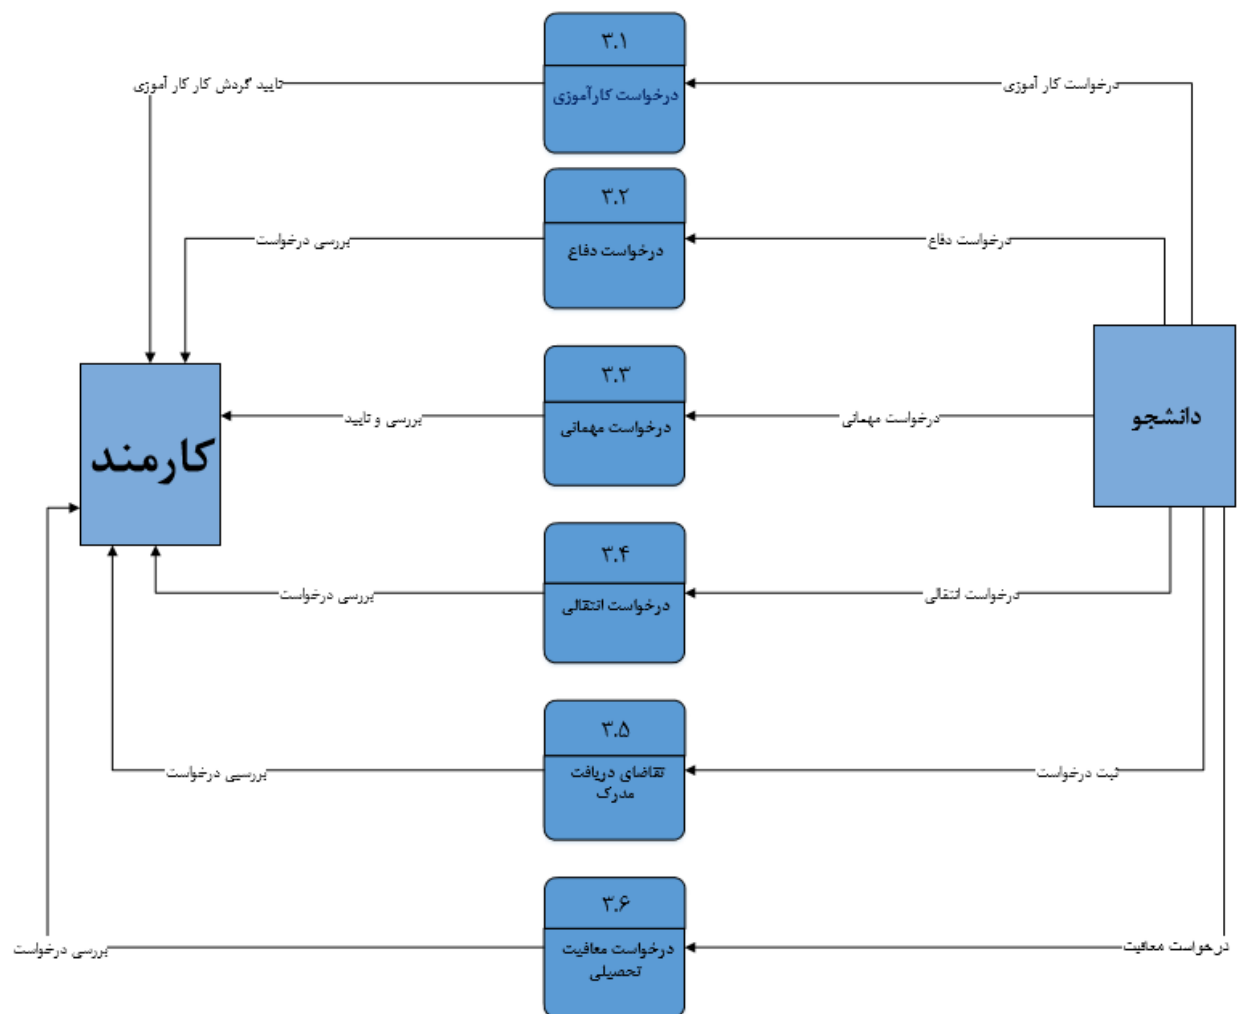 ۳.۱
درخواست کارآموزی
درخواست کار آموزی
تایید گردش کار کار آموزی
۳.۲
درخواست دفاع
درخواست دفاع
بررسی درخواست
دانشجو
۳.۳
درخواست مهمانی
درخواست مهمانی
بررسی و تایید
کارمند
۳.۴
درخواست انتقالی
درخواست انتقالی
بررسی درخواست
۳.۵
تقاضای دریافت
مدرک
ثبت درخواست
بررسیی درخواست
۳.۶
درخواست معافیت
تحصیلی
درخواست معافیت
بررسی درخواست